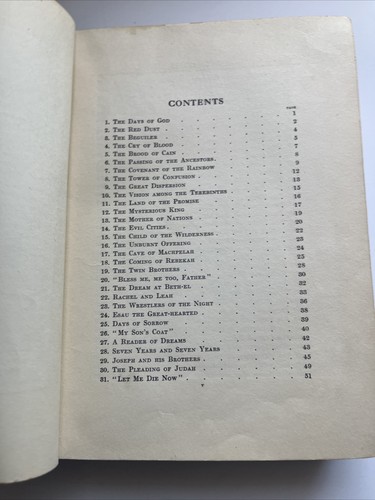 CONTENTS
PAGE
1. The Days of God . . . . . . 1
2. The Red Dust . . . . . . 2
3. The Beguiler . . . . . . 4
4. The Cry of Blood . . . . . . 5
5. The Brood of Cain . . . . . . 7
6. The Passing of the Ancestors . . . . . . 8
7. The Covenant of the Rainbow . . . . . . 9
8. The Tower of Confusion . . . . . . 12
9. The Great Dispersion . . . . . . 13
10. The Vision among the Terebinths . . . . . . 15
11. The Land of the Promise . . . . . . 16
12. The Mysterious King . . . . . . 17
13. The Mother of Nations . . . . . . 19
14. The Evil Cities . . . . . . 20
15. The Child of the Wilderness . . . . . . 22
16. The Unburnt Offering . . . . . . 23
17. The Cave of Machpelah . . . . . . 24
18. The Coming of Rebekah . . . . . . 25
19. The Twin Brothers . . . . . . 28
20. "Bless me, me too, Father" . . . . . . 30
21. The Dream at Beth-el . . . . . . 32
22. Rachel and Leah . . . . . . 33
23. The Wrestlers of the Night . . . . . . 36
24. Esau the Great-hearted . . . . . . 38
25. Days of Sorrow . . . . . . 39
26. "My Son's Coat" . . . . . . 40
27. A Reader of Dreams . . . . . . 42
28. Seven Years and Seven Years . . . . . . 43
29. Joseph and his Brothers . . . . . . 45
30. The Pleading of Judah . . . . . . 49
31. "Let Me Die Now" . . . . . . 51
v